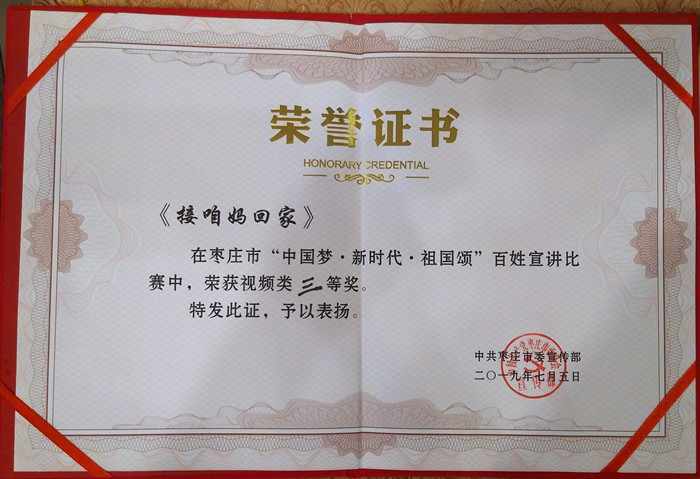 荣誉证书
HONORARY CREDENTIAL
《接咱妈回家》
在枣庄市“中国梦·新时代·祖国颂”百姓宣讲比
赛中，荣获视频类 三 等奖。
特发此证，予以表扬。
中共枣庄市委宣传部
二〇一九年七月五日